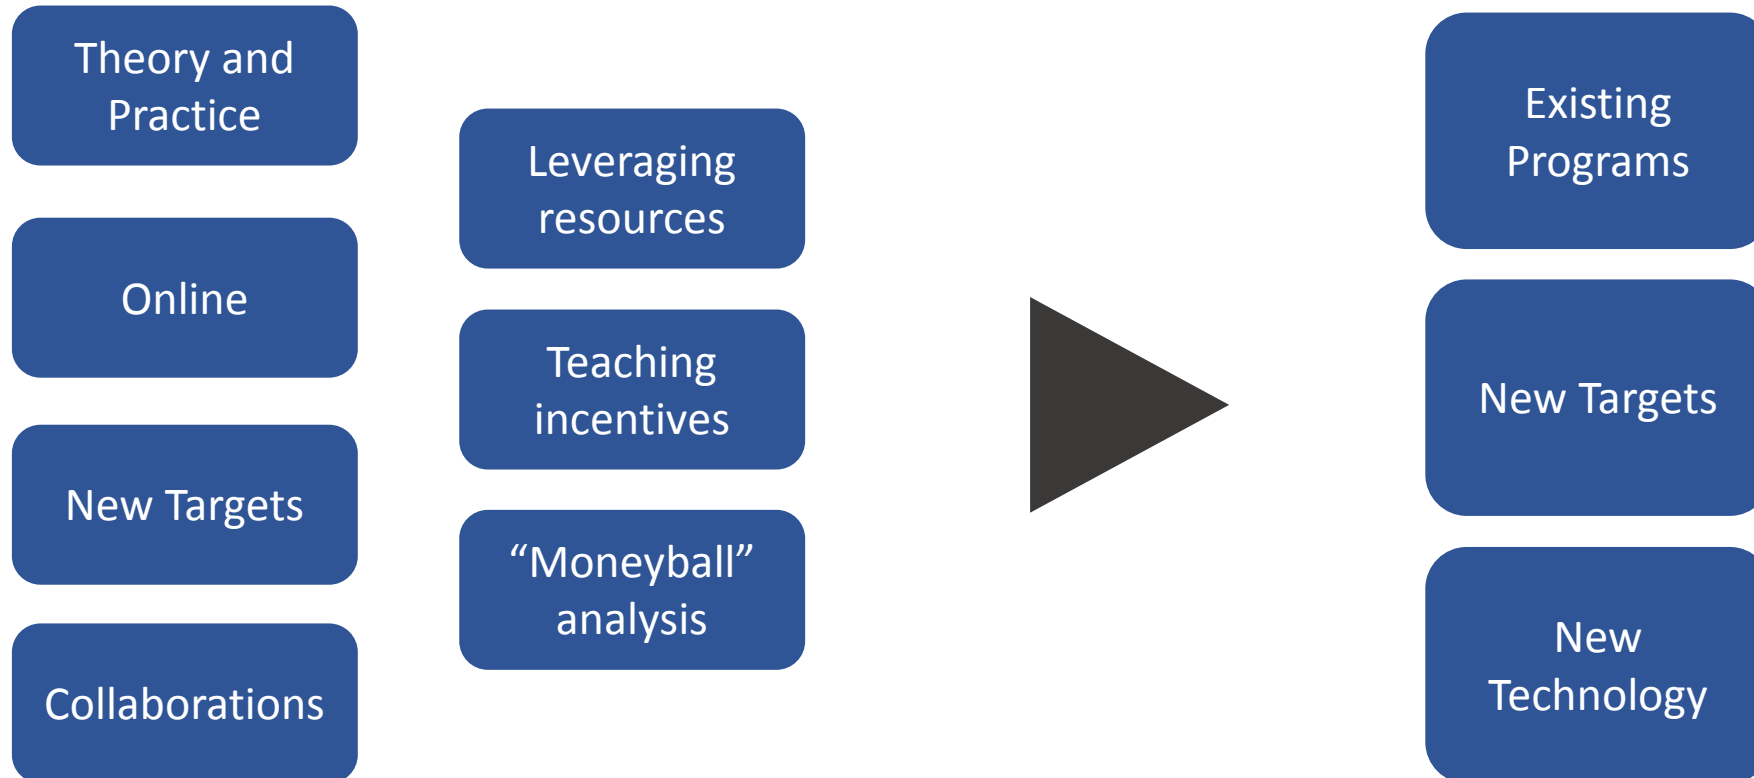 Theory and
Practice
Online
New Targets
Collaborations
Leveraging
resources
Teaching
incentives
“Moneyball”
analysis
Existing
Programs
New Targets
New
Technology